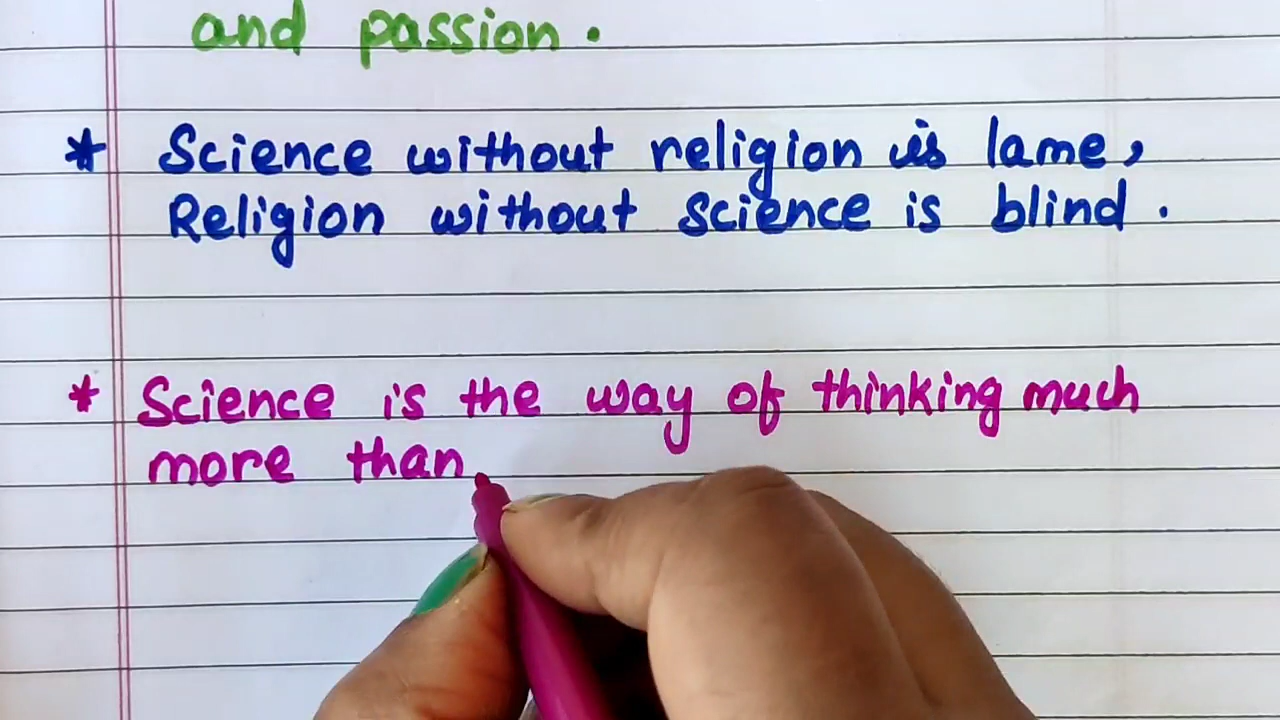 and passion.
* Science without religion is lame,
Religion without science is blind.
* Science is the way of thinking much
more than